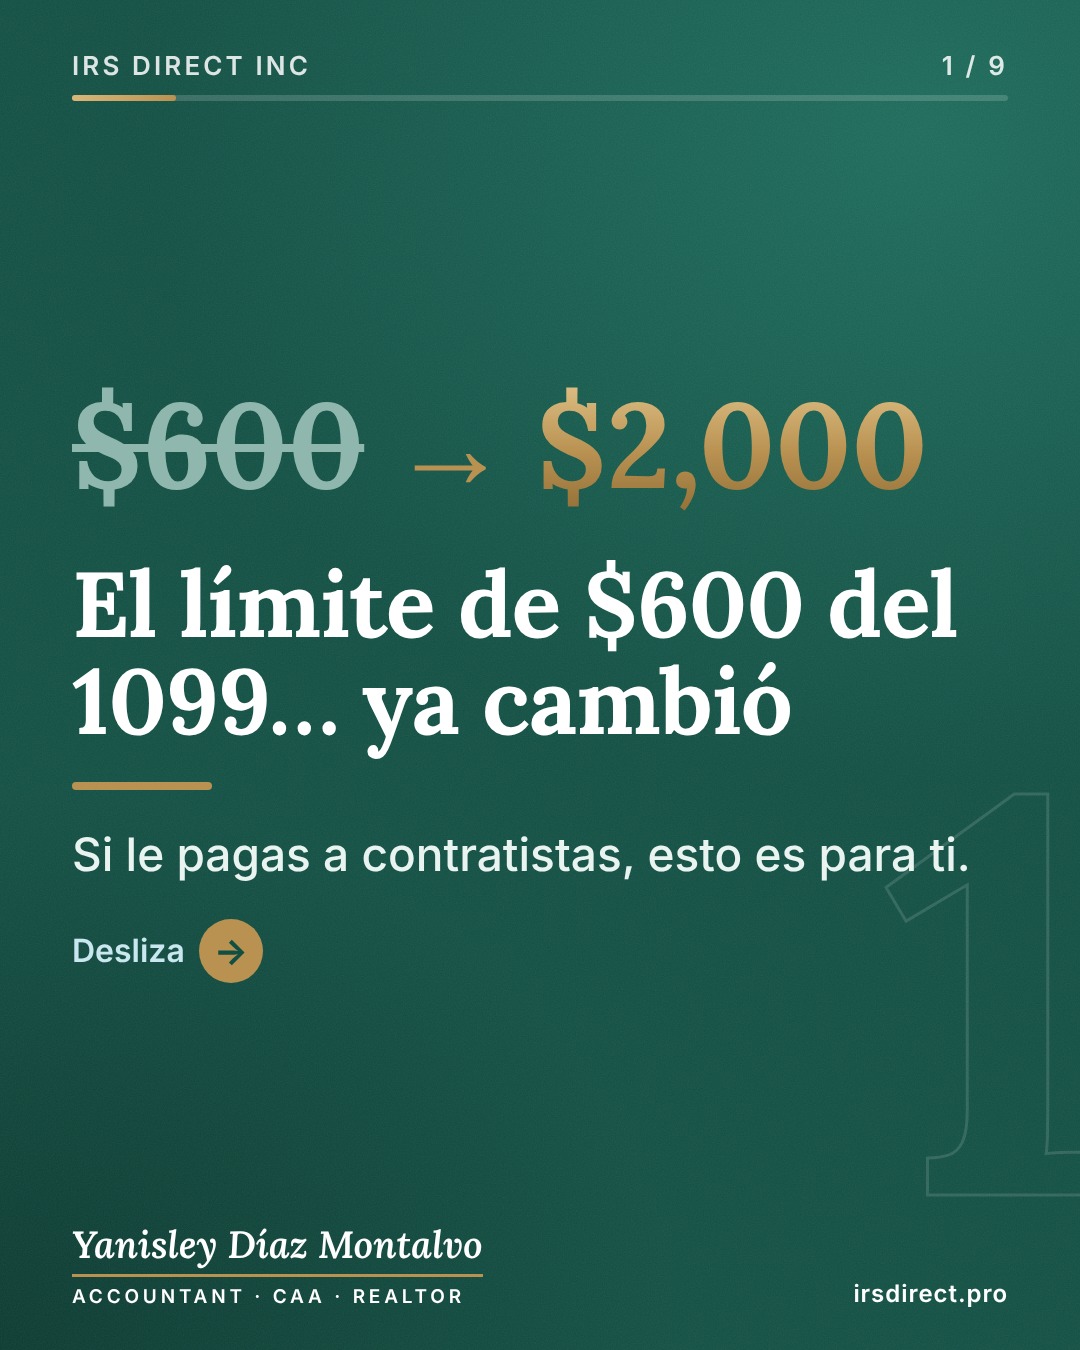 IRS DIRECT INC
1 / 9
$600 → $2,000
El límite de $600 del
1099... ya cambió
Si le pagas a contratistas, esto es para ti.
Desliza →
1
Yanisley Díaz Montalvo
ACCOUNTANT · CAA · REALTOR
irsdirect.pro